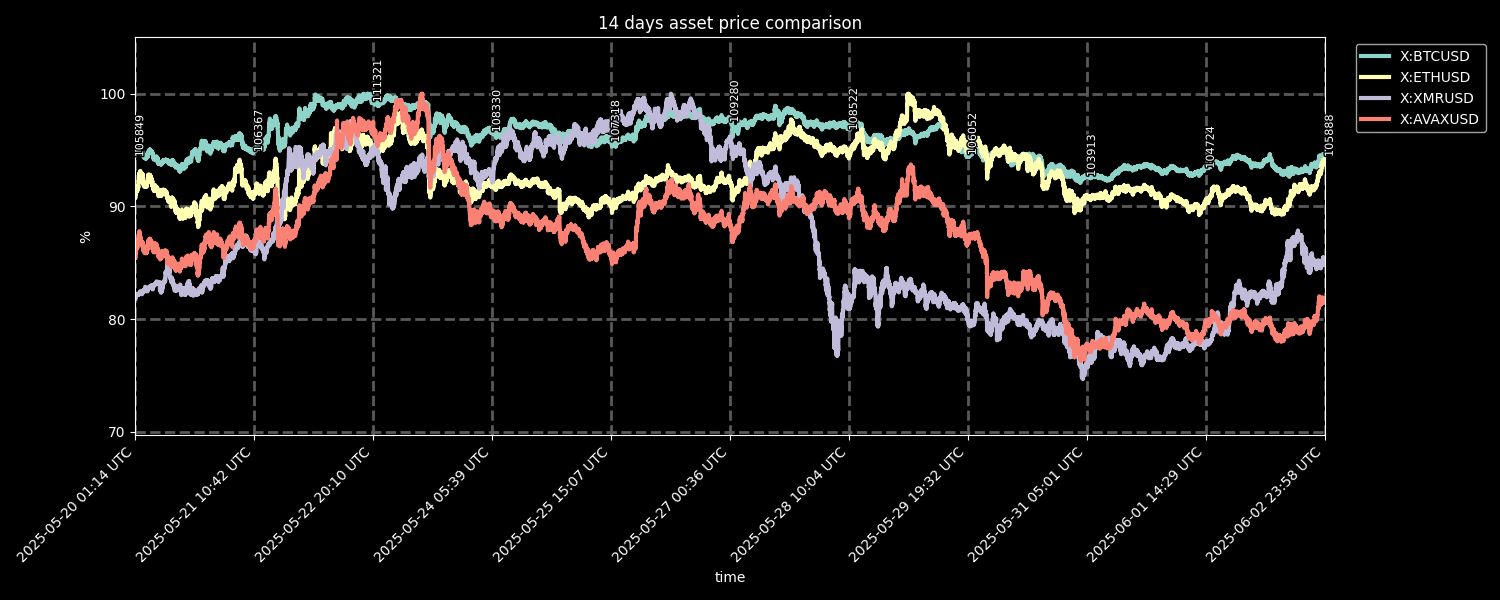 14 days asset price comparison
X:BTCUSD
X:ETHUSD
X:XMRUSD
X:AVAXUSD
100
90
80
70
%
105849
106367
111321
108330
107318
109280
108522
106052
103913
104724
105888
2025-05-20 01:14 UTC
2025-05-21 10:42 UTC
2025-05-22 20:10 UTC
2025-05-24 05:39 UTC
2025-05-25 15:07 UTC
2025-05-27 00:36 UTC
2025-05-28 10:04 UTC
2025-05-29 19:32 UTC
2025-05-31 05:01 UTC
2025-06-01 14:29 UTC
2025-06-02 23:58 UTC
time